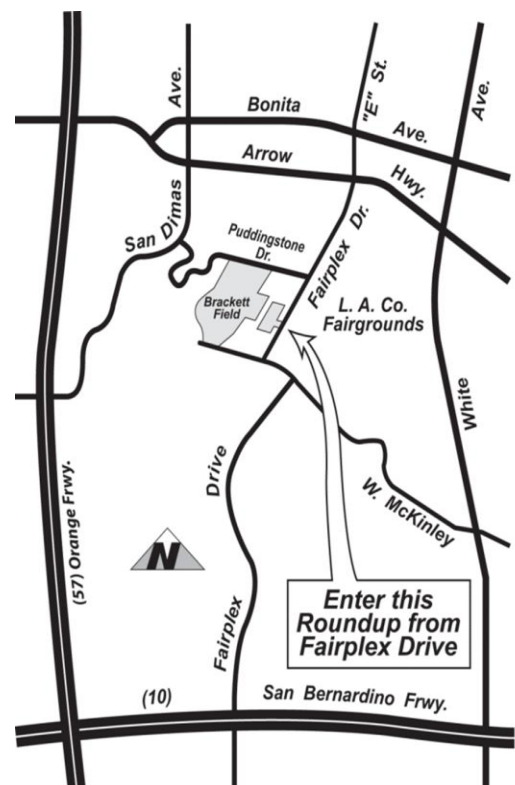 "E" St.
Ave.
Ave.
Bonita
Ave.
Arrow
Hwy.
San Dimas
Puddingstone
Dr.
Fairplex Dr.
Brackett
Field
L. A. Co.
Fairgrounds
White
Drive
W. McKinley
(57) Orange Frwy.
N
Enter this
Roundup from
Fairplex Drive
Fairplex
(10)
San Bernardino Frwy.